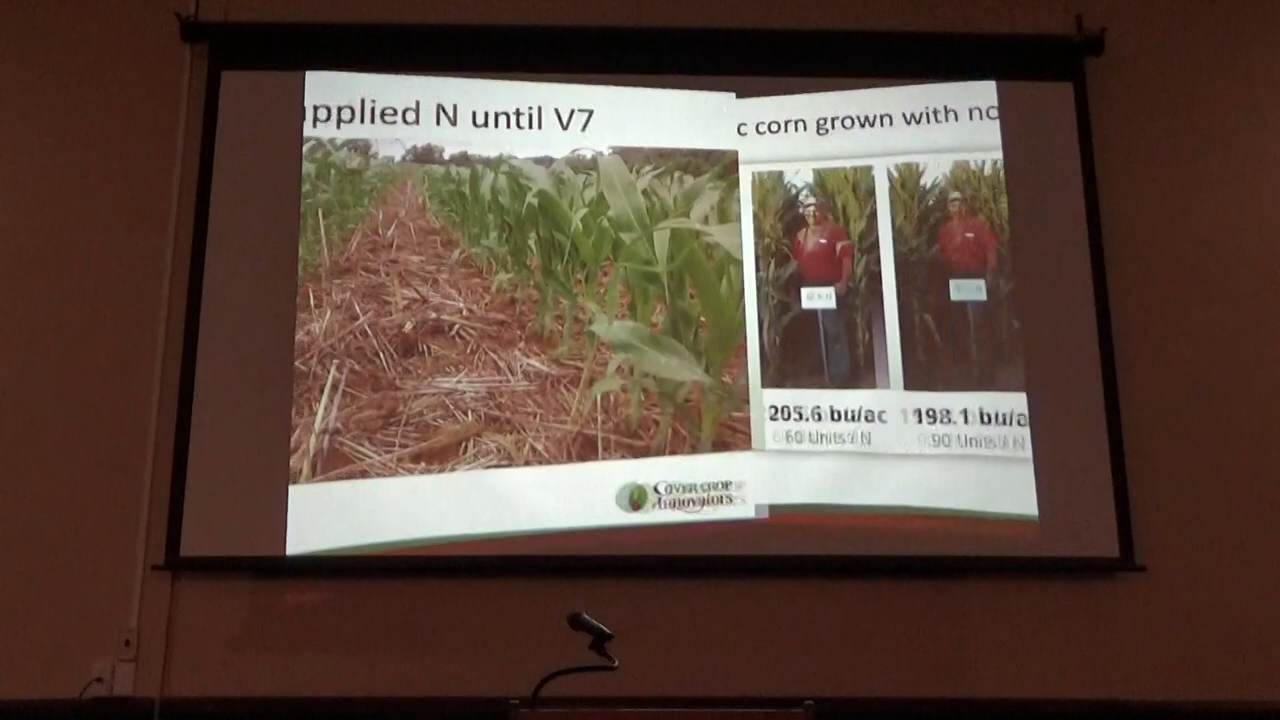 applied N until V7
c corn grown with no
205.6 bu/ac 198.1 bu/a
60 Units N 90 Units N
Cover Crop
Innovators